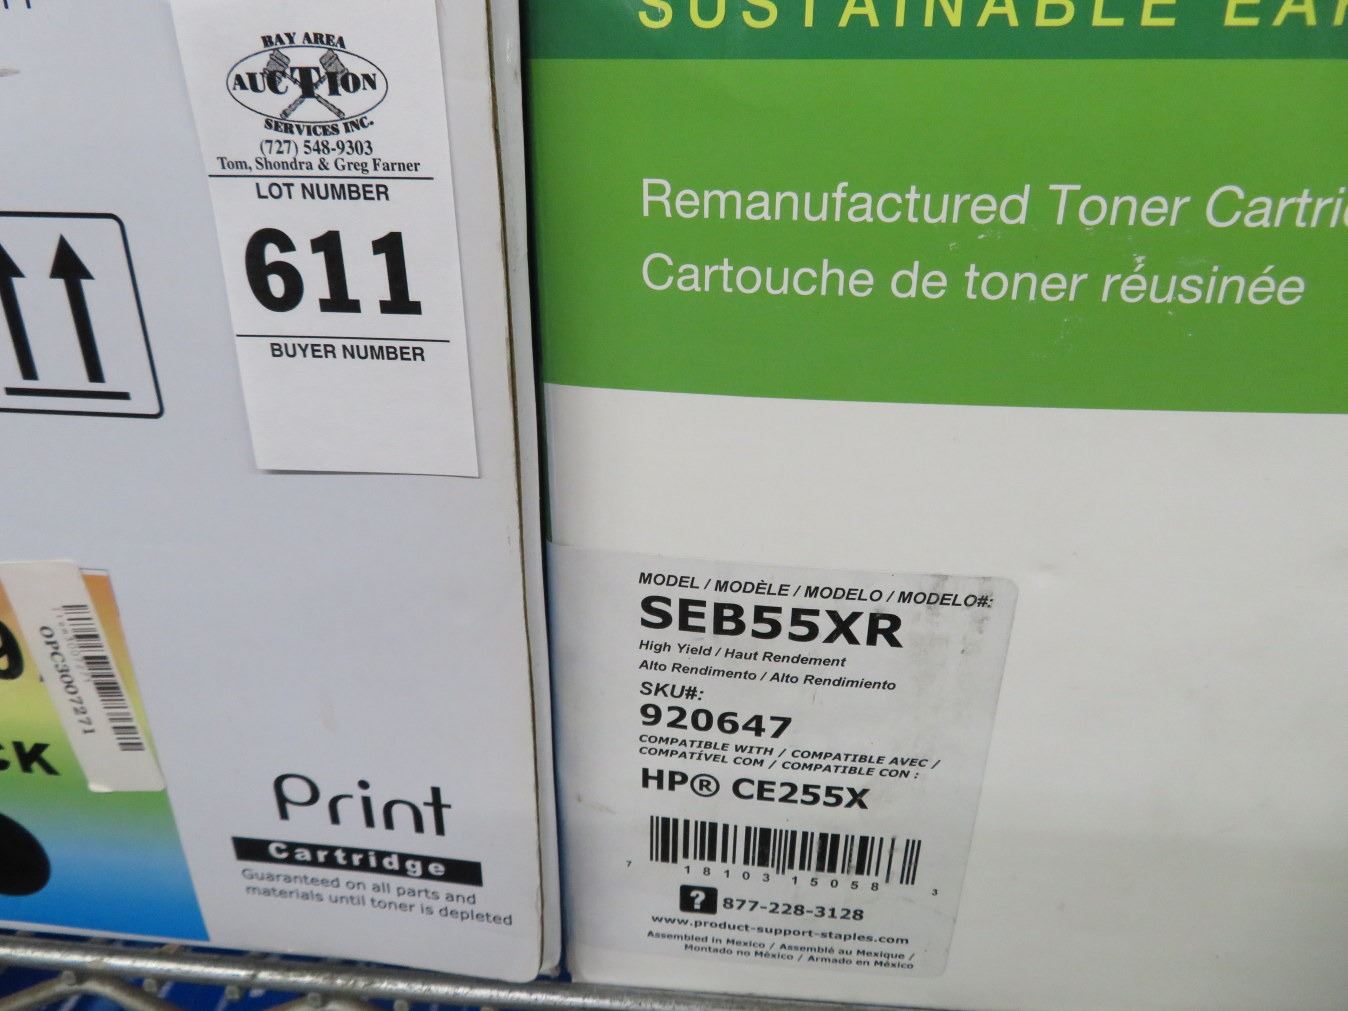 BAY AREA
AUCTION
SERVICES INC.
(727) 548-9303
Tom, Shondra & Greg Farner
LOT NUMBER
611
BUYER NUMBER
OPC3007271
Print
Cartridge
Guaranteed on all parts and
materials until toner is depleted
SUSTAINABLE EAR
Remanufactured Toner Cartri
Cartouche de toner réusinée
MODEL / MODÈLE / MODELO / MODELO#:
SEB55XR
High Yield / Haut Rendement
Alto Rendimento / Alto Rendimiento
SKU#:
920647
COMPATIBLE WITH / COMPATIBLE AVEC /
COMPATÍVEL COM / COMPATIBLE CON :
HP® CE255X
7 18103 15058 3
? 877-228-3128
www.product-support-staples.com
Assembled in Mexico / Assemblé au Mexique /
Montado no México / Armado en México